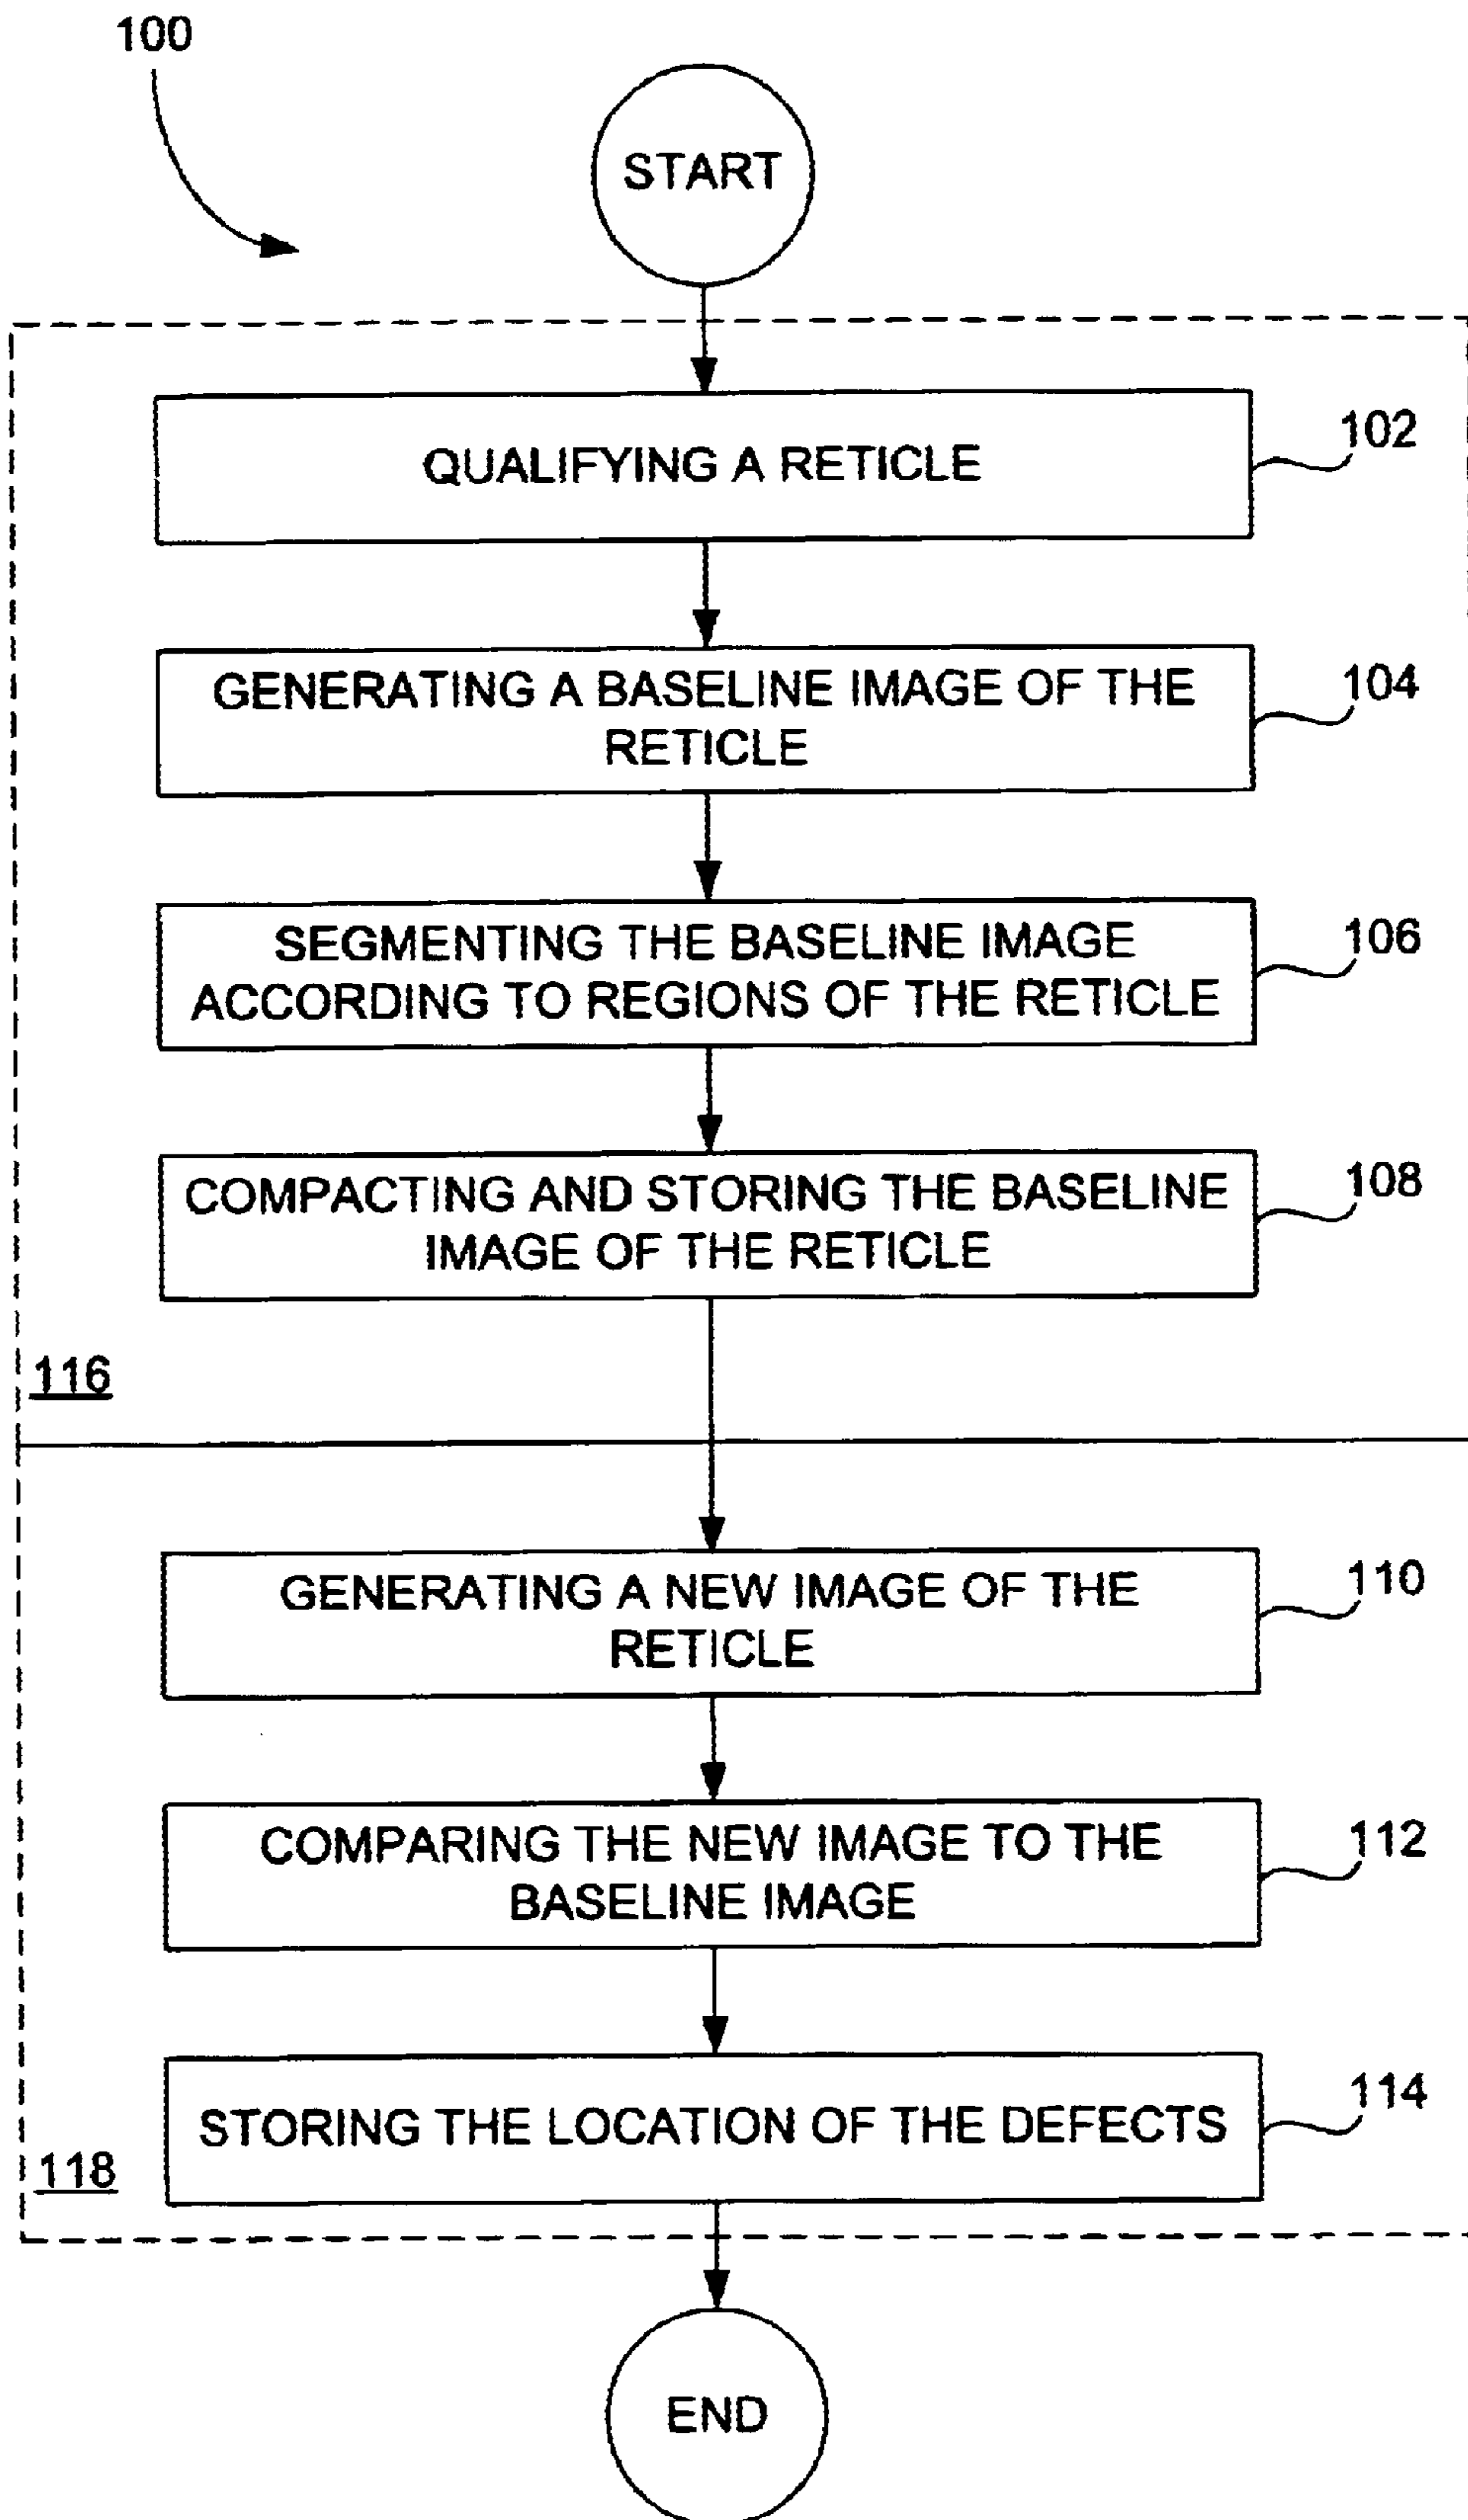 100
START
QUALIFYING A RETICLE
102
GENERATING A BASELINE IMAGE OF THE
RETICLE
104
SEGMENTING THE BASELINE IMAGE
ACCORDING TO REGIONS OF THE RETICLE
106
COMPACTING AND STORING THE BASELINE
IMAGE OF THE RETICLE
108
116
GENERATING A NEW IMAGE OF THE
RETICLE
110
COMPARING THE NEW IMAGE TO THE
BASELINE IMAGE
112
STORING THE LOCATION OF THE DEFECTS
114
118
END